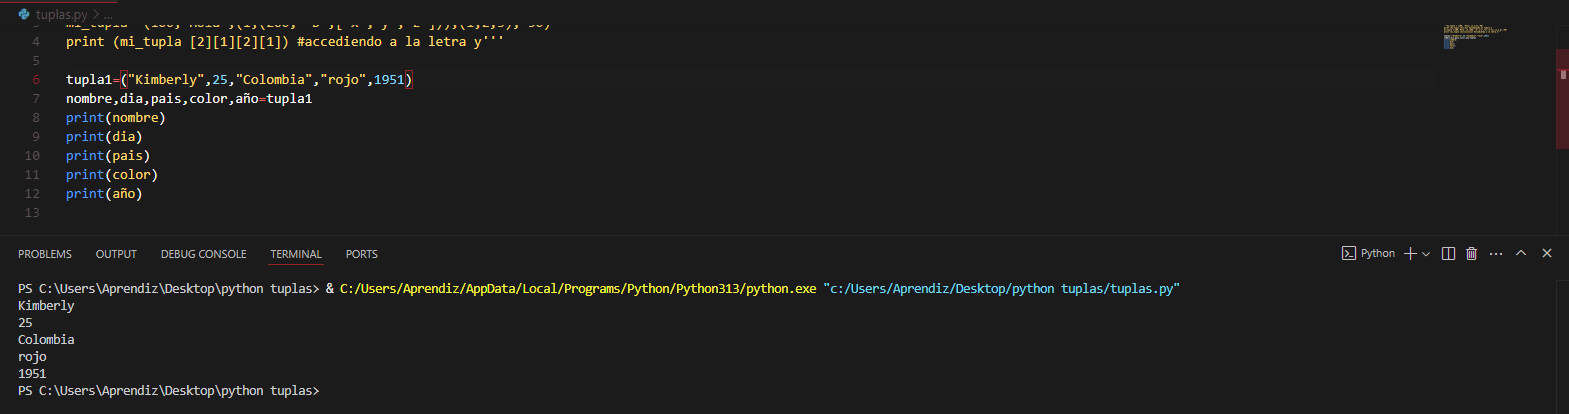 tuplas.py > ...
4 print (mi_tupla [2][1][2][1]) #accediendo a la letra y'''
5
6 tupla1=("Kimberly",25,"Colombia","rojo",1951)
7 nombre,dia,pais,color,año=tupla1
8 print(nombre)
9 print(dia)
10 print(pais)
11 print(color)
12 print(año)
13
PROBLEMS OUTPUT DEBUG CONSOLE TERMINAL PORTS Python
PS C:\Users\Aprendiz\Desktop\python tuplas> & C:/Users/Aprendiz/AppData/Local/Programs/Python/Python313/python.exe "c:/Users/Aprendiz/Desktop/python tuplas/tuplas.py"
Kimberly
25
Colombia
rojo
1951
PS C:\Users\Aprendiz\Desktop\python tuplas>